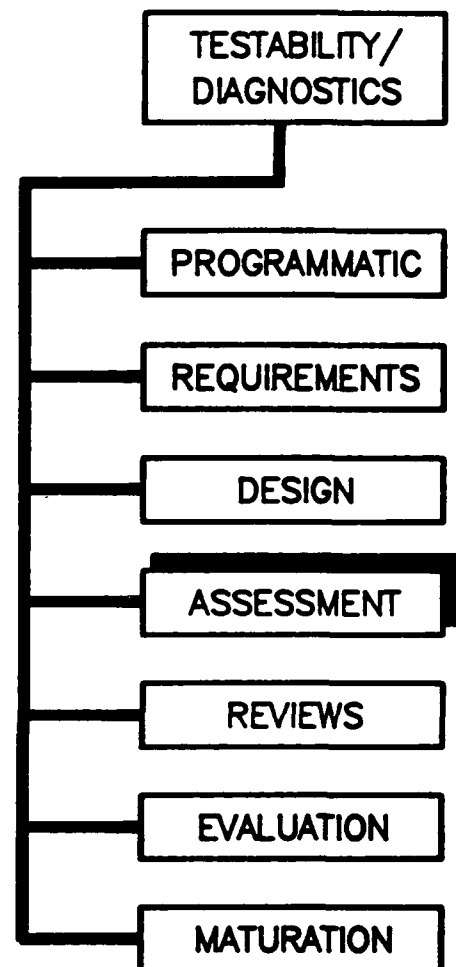 TESTABILITY/
DIAGNOSTICS
PROGRAMMATIC
REQUIREMENTS
DESIGN
ASSESSMENT
REVIEWS
EVALUATION
MATURATION